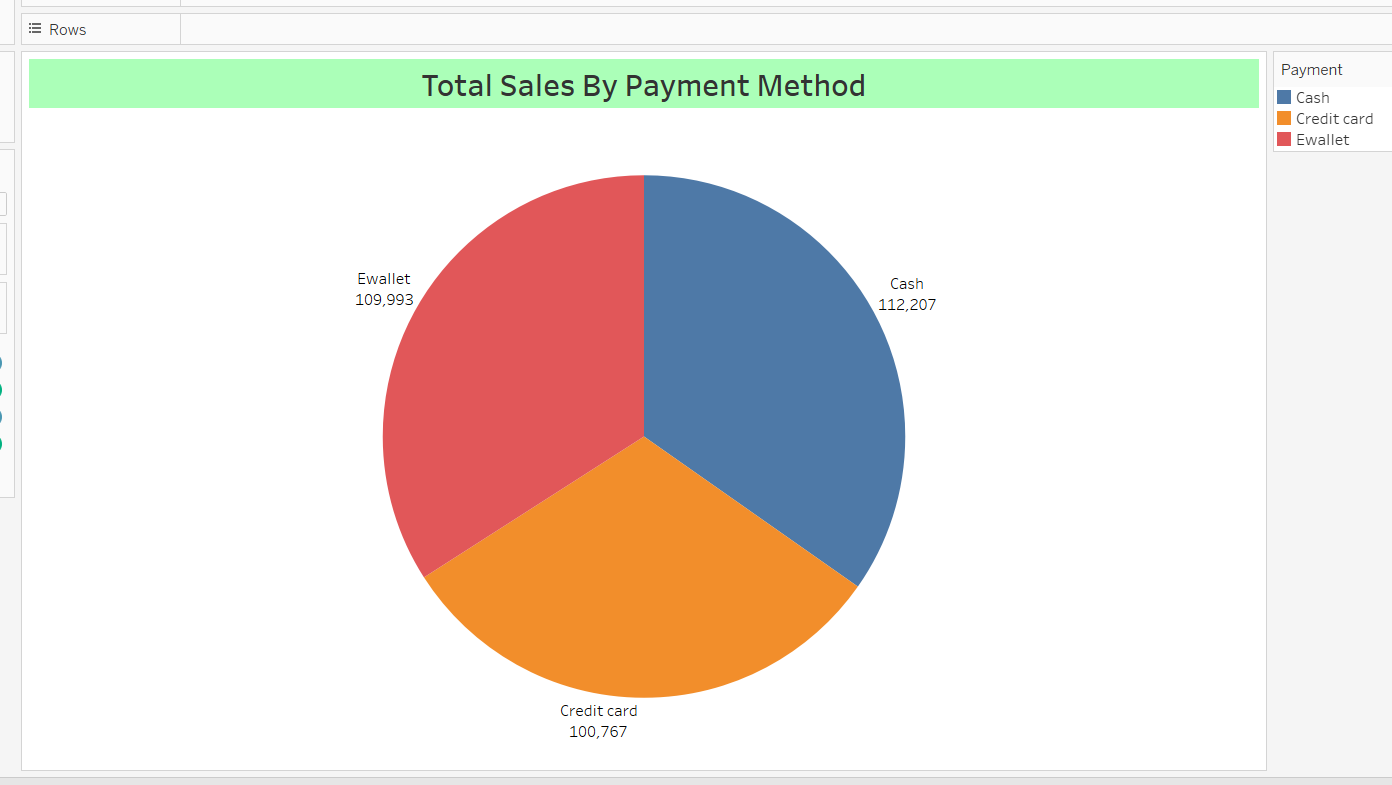 Rows
Total Sales By Payment Method
Payment
Cash
Credit card
Ewallet
Ewallet
109,993
Cash
112,207
Credit card
100,767